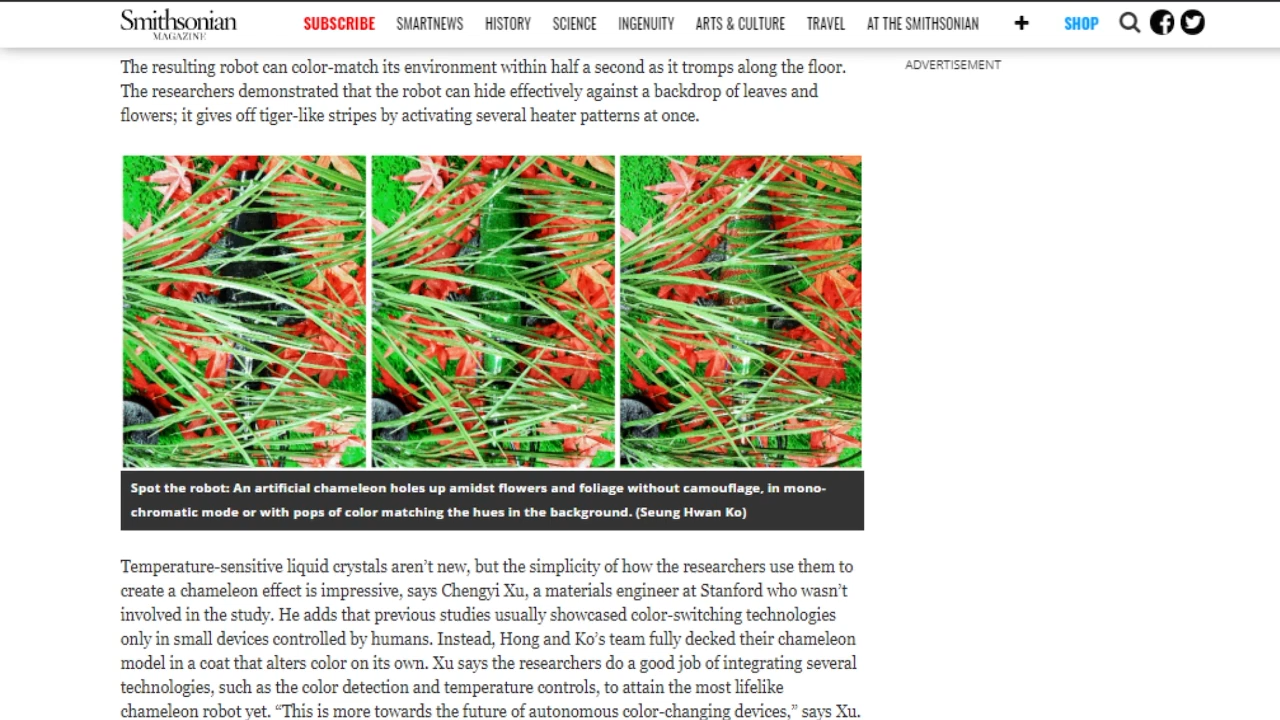 Smithsonian
MAGAZINE
SUBSCRIBE SMARTNEWS HISTORY SCIENCE INGENUITY ARTS & CULTURE TRAVEL AT THE SMITHSONIAN + SHOP
The resulting robot can color-match its environment within half a second as it tromps along the floor.
The researchers demonstrated that the robot can hide effectively against a backdrop of leaves and
flowers; it gives off tiger-like stripes by activating several heater patterns at once.
ADVERTISEMENT
Spot the robot: An artificial chameleon holes up amidst flowers and foliage without camouflage, in mono-
chromatic mode or with pops of color matching the hues in the background. (Seung Hwan Ko)
Temperature-sensitive liquid crystals aren’t new, but the simplicity of how the researchers use them to
create a chameleon effect is impressive, says Chengyi Xu, a materials engineer at Stanford who wasn’t
involved in the study. He adds that previous studies usually showcased color-switching technologies
only in small devices controlled by humans. Instead, Hong and Ko’s team fully decked their chameleon
model in a coat that alters color on its own. Xu says the researchers do a good job of integrating several
technologies, such as the color detection and temperature controls, to attain the most lifelike
chameleon robot yet. “This is more towards the future of autonomous color-changing devices,” says Xu.